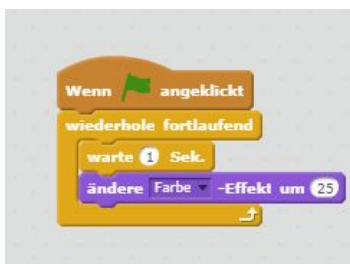 Wenn angeklickt
wiederhole fortlaufend
warte 1 Sek.
ändere Farbe -Effekt um 25